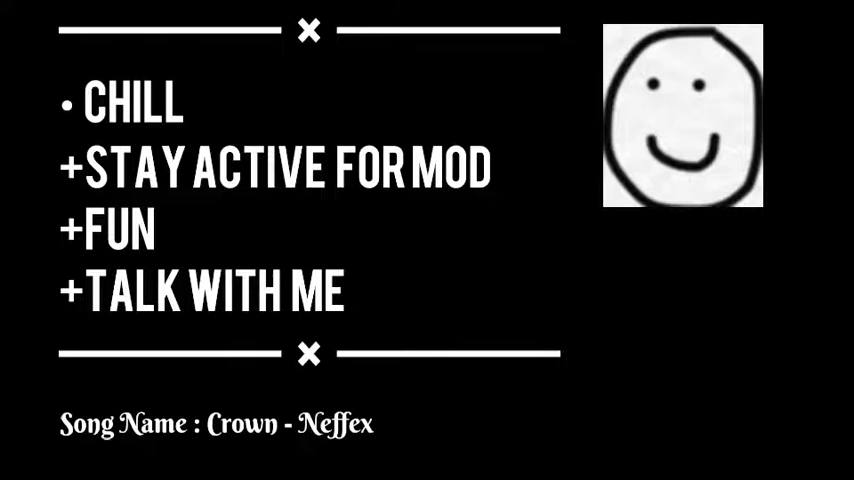 • CHILL
+STAY ACTIVE FOR MOD
+FUN
+TALK WITH ME
Song Name : Crown - Neffex